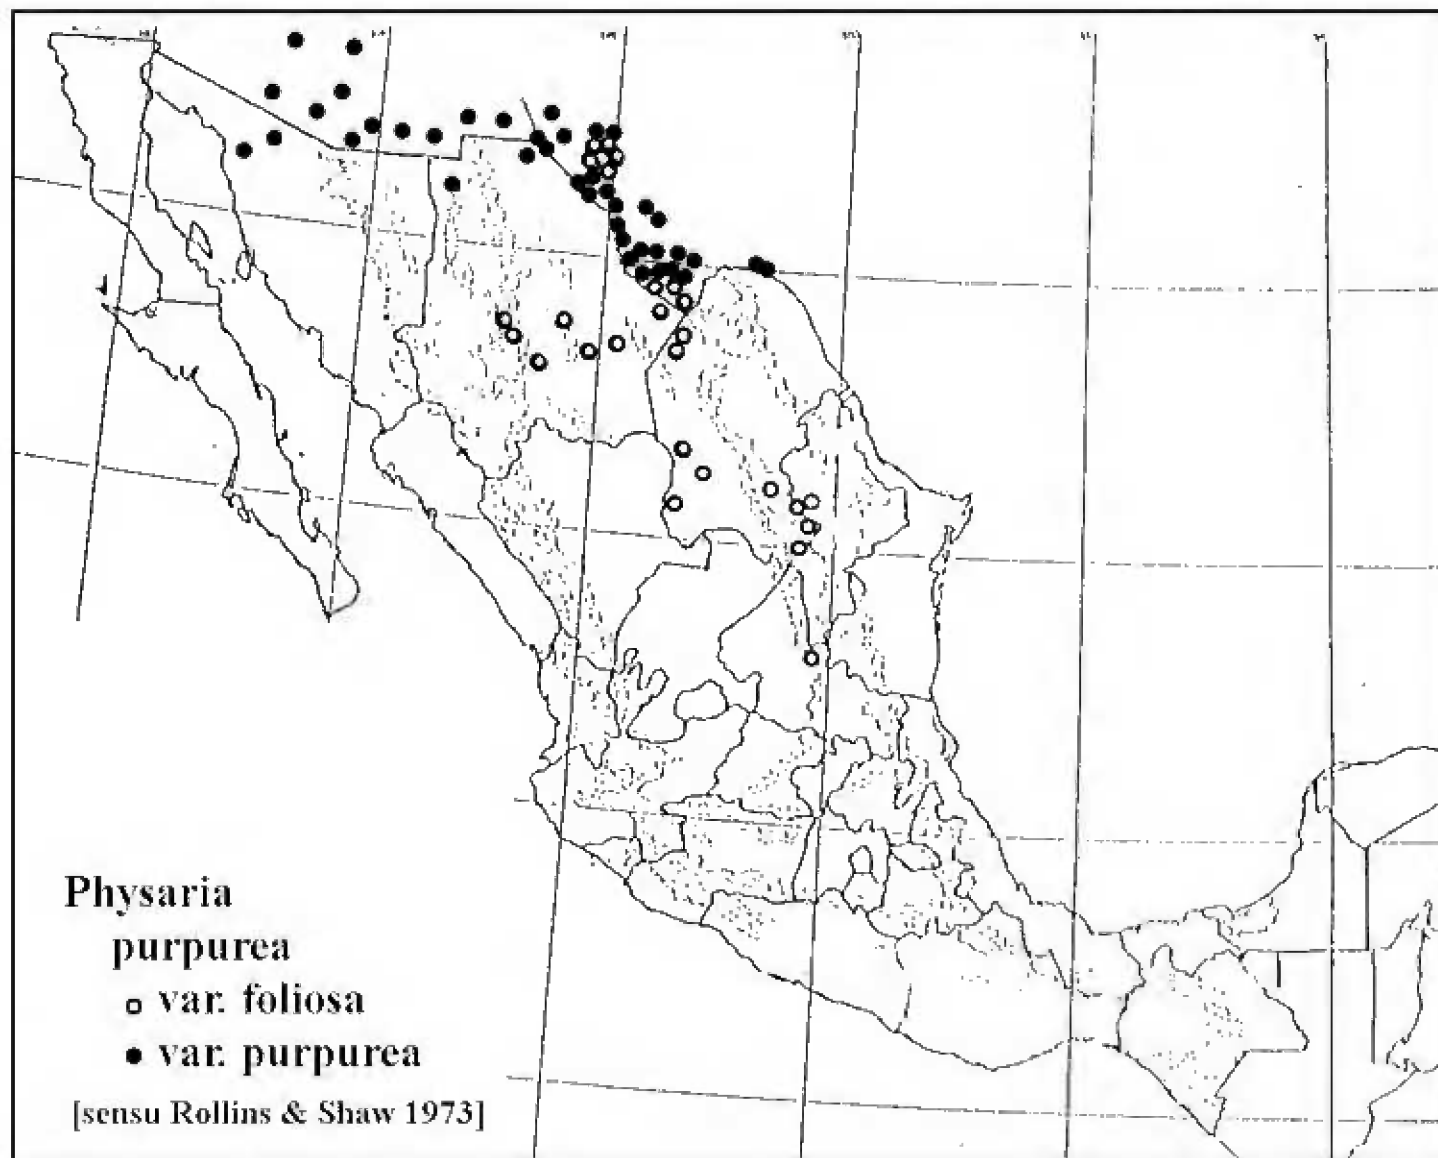 Physaria
purpurea
var. foliosa
var. purpurea
[sensu Rollins & Shaw 1973]